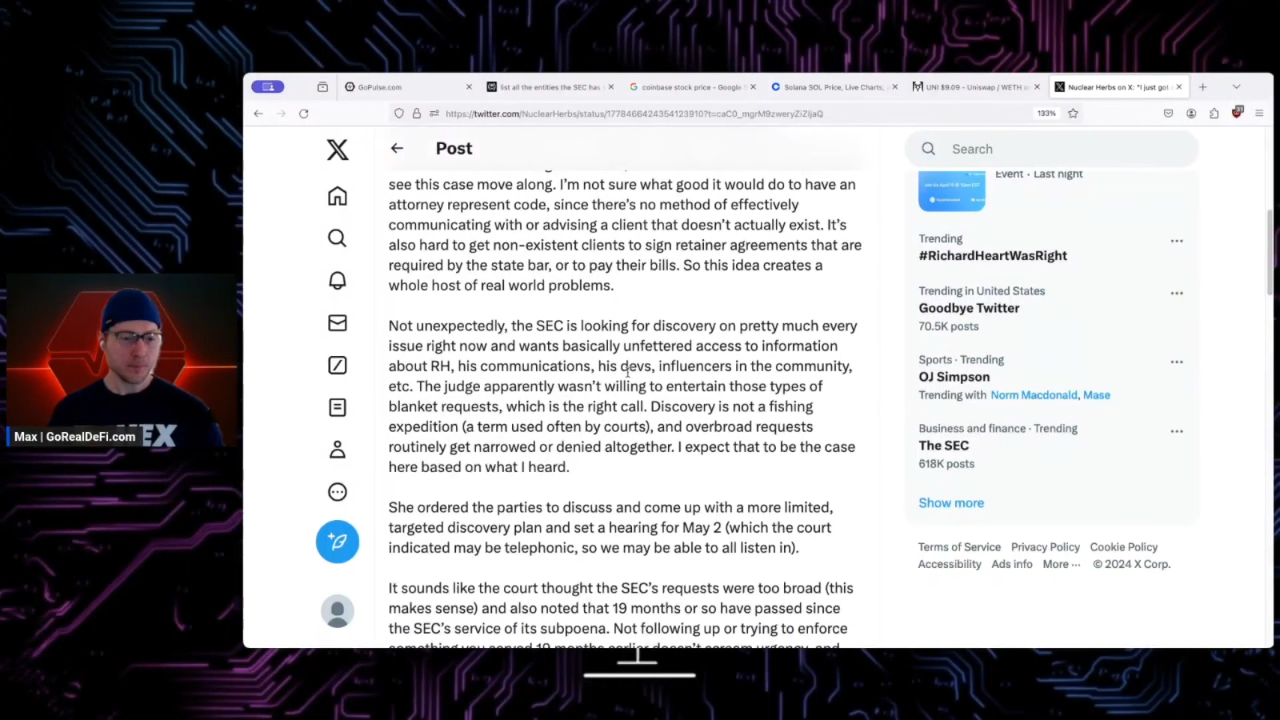 GoPulse.com
list all the entities the SEC has
coinbase stock price - Google S
Solana SOL Price, Live Charts,
UNI $9.09 - Uniswap / WETH
Nuclear Herbs on X: "I just got
133%
Post
Search
see this case move along. I'm not sure what good it would do to have an
attorney represent code, since there's no method of effectively
communicating with or advising a client that doesn't actually exist. It's
also hard to get non-existent clients to sign retainer agreements that are
required by the state bar, or to pay their bills. So this idea creates a
whole host of real world problems.
Not unexpectedly, the SEC is looking for discovery on pretty much every
issue right now and wants basically unfettered access to information
about RH, his communications, his devs, influencers in the community,
etc. The judge apparently wasn't willing to entertain those types of
blanket requests, which is the right call. Discovery is not a fishing
expedition (a term used often by courts), and overbroad requests
routinely get narrowed or denied altogether. I expect that to be the case
here based on what I heard.
She ordered the parties to discuss and come up with a more limited,
targeted discovery plan and set a hearing for May 2 (which the court
indicated may be telephonic, so we may be able to all listen in).
It sounds like the court thought the SEC's requests were too broad (this
makes sense) and also noted that 19 months or so have passed since
the SEC's service of its subpoena. Not following up or trying to enforce
something you served 19 months earlier doesn't scream urgency, and
Event · Last night
Trending
#RichardHeartWasRight
Trending in United States
Goodbye Twitter
70.5K posts
Sports · Trending
OJ Simpson
Trending with Norm Macdonald, Mase
Business and finance · Trending
The SEC
618K posts
Show more
Terms of Service Privacy Policy Cookie Policy
Accessibility Ads info More ··· © 2024 X Corp.
Max | GoRealDeFi.com